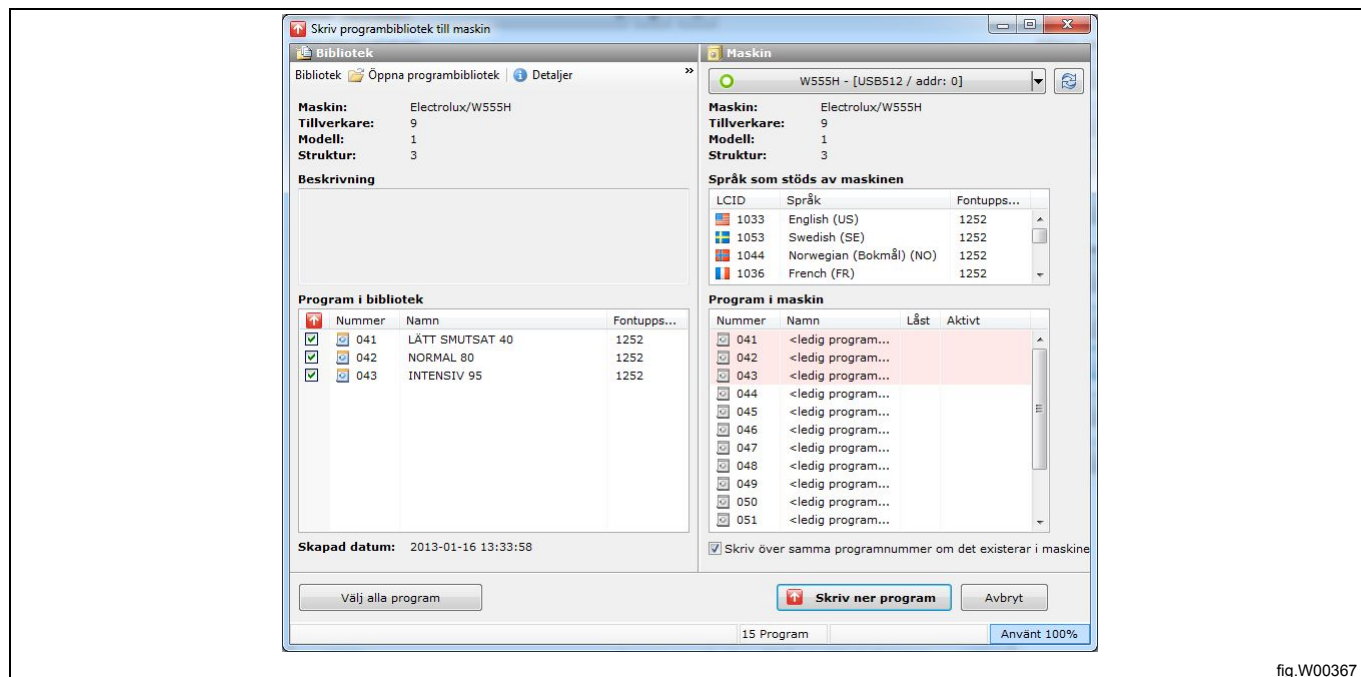 Skriv programbibliotek till maskin
Bibliotek
Bibliotek Öppna programbibliotek Detaljer »
Maskin: Electrolux/W555H
Tillverkare: 9
Modell: 1
Struktur: 3
Beskrivning
Program i bibliotek
Nummer Namn Fontupps...
041 LÄTT SMUTSAT 40 1252
042 NORMAL 80 1252
043 INTENSIV 95 1252
Skapad datum: 2013-01-16 13:33:58
Välj alla program
Maskin
W555H - [USB512 / addr: 0]
Maskin: Electrolux/W555H
Tillverkare: 9
Modell: 1
Struktur: 3
Språk som stöds av maskinen
LCID Språk Fontupps...
1033 English (US) 1252
1053 Swedish (SE) 1252
1044 Norwegian (Bokmål) (NO) 1252
1036 French (FR) 1252
Program i maskin
Nummer Namn Låst Aktivt
041 <ledig program...
042 <ledig program...
043 <ledig program...
044 <ledig program...
045 <ledig program...
046 <ledig program...
047 <ledig program...
048 <ledig program...
049 <ledig program...
050 <ledig program...
051 <ledig program...
Skriv över samma programnummer om det existerar i maskine
Skriv ner program Avbryt
15 Program Använt 100%
fig.W00367